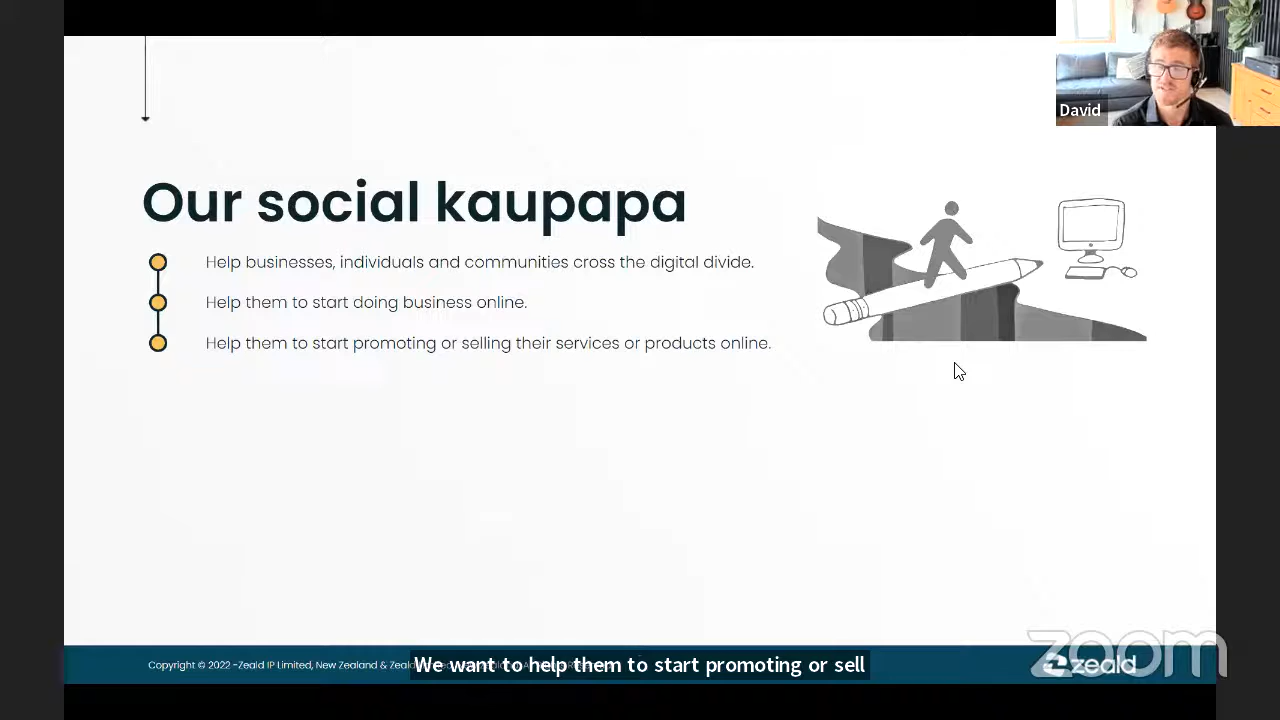 David
Our social kaupapa
Help businesses, individuals and communities cross the digital divide.
Help them to start doing business online.
Help them to start promoting or selling their services or products online.
Copyright © 2022 -Zeald IP Limited, New Zealand & Zeald
We want to help them to start promoting or sell
zeald
zoom